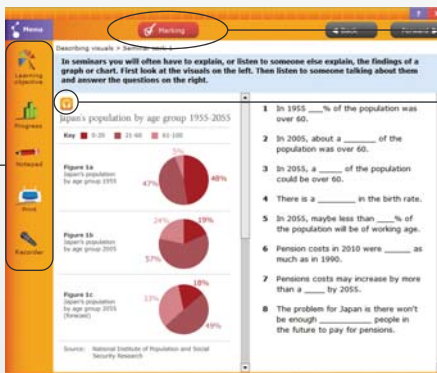 Menu
Marking
Back
Forward
Describing visuals > Seminar work 1
In seminars you will often have to explain, or listen to someone else explain, the findings of a
graph or chart. First look at the visuals on the left. Then listen to someone talking about them
and answer the questions on the right.
Learning
objective
Progress
Notepad
Print
Recorder
Japan's population by age group 1955-2055
Key 0-20 21-60 61-100
Figure 1a
Japan's population
by age group 1955
5%
47%
48%
Figure 1b
Japan's population
by age group 2005
24%
19%
57%
Figure 1c
Japan's population
by age group 2055
(forecast)
18%
33%
49%
Source: National Institute of Population and Social
Security Research
1 In 1955 ___% of the population was
over 60.
2 In 2005, about a _______ of the
population was over 60.
3 In 2055, a _____ of the population
could be over 60.
4 There is a _________ in the birth rate.
5 In 2055, maybe less than ____% of
the population will be of working age.
6 Pension costs in 2010 were ______ as
much as in 1990.
7 Pensions costs may increase by more
than a _____ by 2055.
8 The problem for Japan is there won't
be enough ____________ people in
the future to pay for pensions.